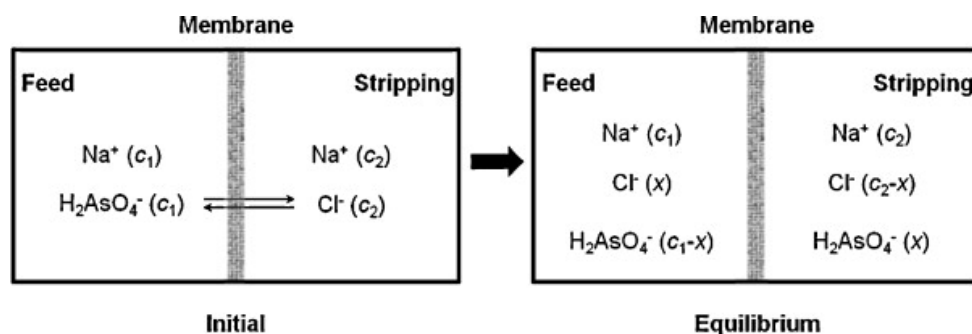 Membrane
Feed
Stripping
Na⁺ (c₁)
Na⁺ (c₂)
H₂AsO₄⁻ (c₁)
Cl⁻ (c₂)
Initial
Membrane
Feed
Stripping
Na⁺ (c₁)
Na⁺ (c₂)
Cl⁻ (x)
Cl⁻ (c₂-x)
H₂AsO₄⁻ (c₁-x)
H₂AsO₄⁻ (x)
Equilibrium